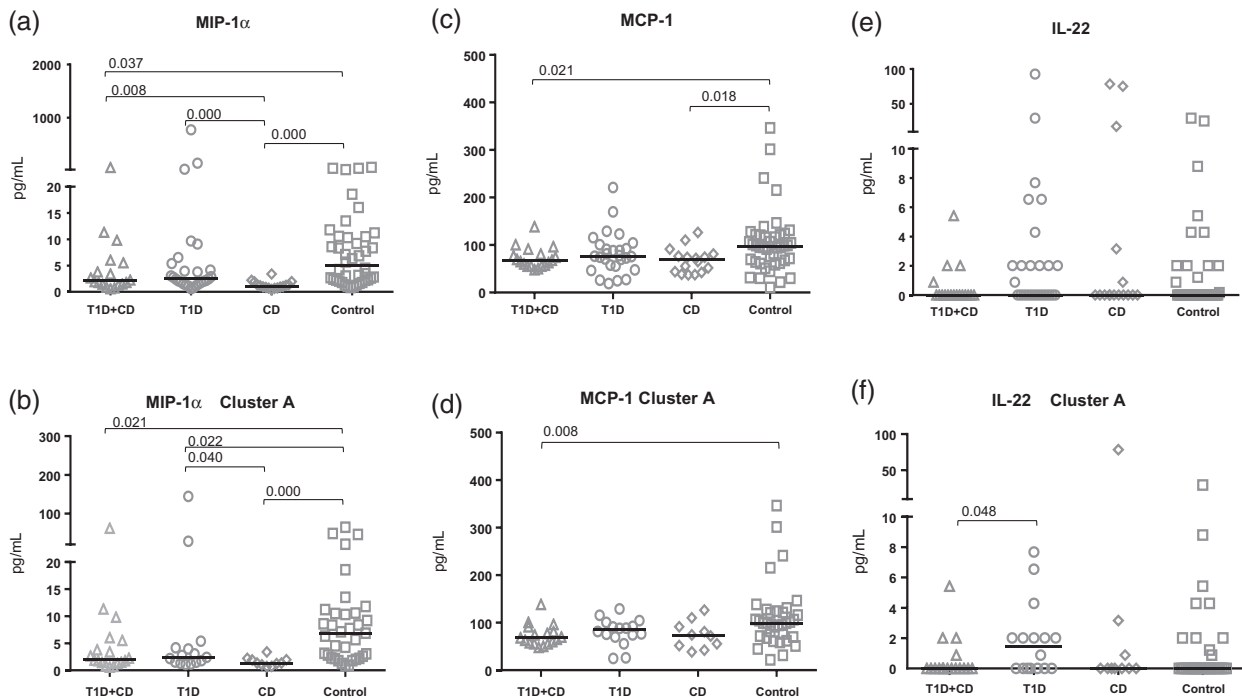 (a)
MIP-1α
2000
1000
20
15
10
5
0
pg/mL
0.037
0.008
0.000
0.000
T1D+CD T1D CD Control
(c)
MCP-1
500
400
300
200
100
0
pg/mL
0.021
0.018
T1D+CD T1D CD Control
(e)
IL-22
100
50
10
8
6
4
2
0
pg/mL
T1D+CD T1D CD Control
(b)
MIP-1α Cluster A
300
200
100
20
15
10
5
0
pg/mL
0.021
0.022
0.040
0.000
T1D+CD T1D CD Control
(d)
MCP-1 Cluster A
500
400
300
200
100
0
pg/mL
0.008
T1D+CD T1D CD Control
(f)
IL-22 Cluster A
100
50
10
8
6
4
2
0
pg/mL
0.048
T1D+CD T1D CD Control